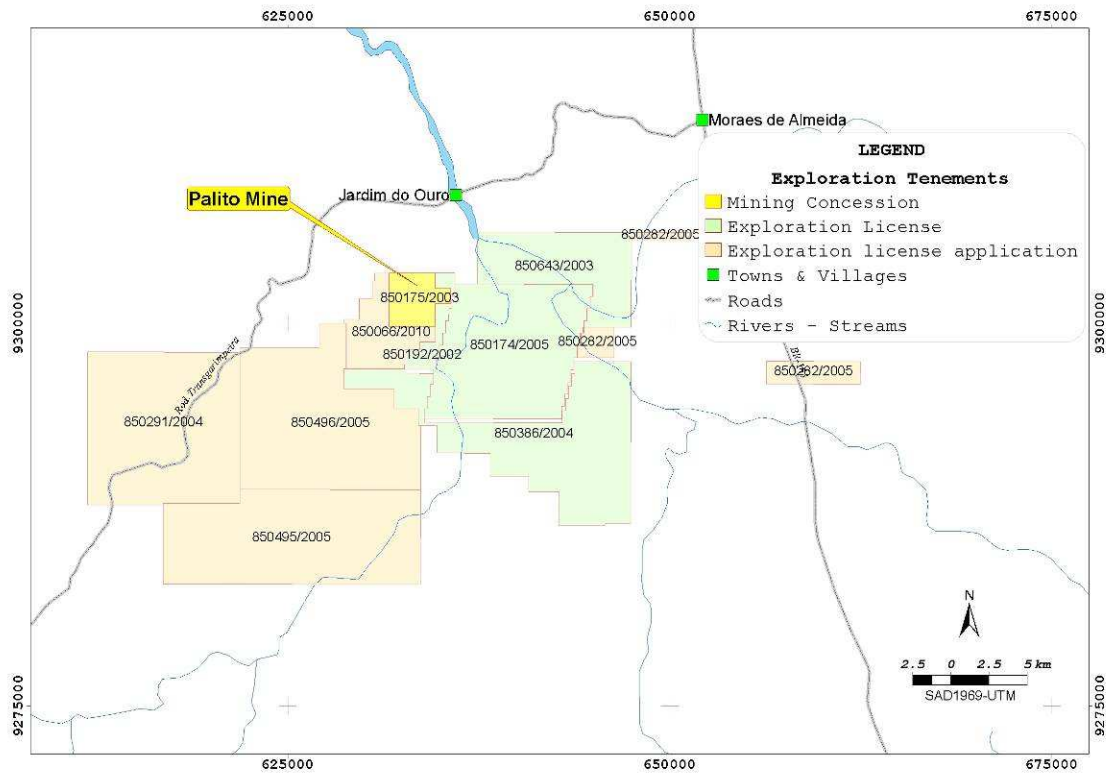 625000
650000
675000
Moraes de Almeida
LEGEND
Exploration Tenements
Mining Concession
Exploration License
Exploration license application
Towns & Villages
Roads
Rivers - Streams
Palito Mine
Jardim do Ouro
850282/2005
850643/2003
850175/2003
9300000
9300000
850066/2010
850192/2002
850174/2005
850282/2005
850282/2005
Rod Transgarimpeira
850291/2004
850496/2005
850386/2004
850495/2005
N
2.5 0 2.5 5 km
SAD1969-UTM
9275000
9275000
625000
650000
675000